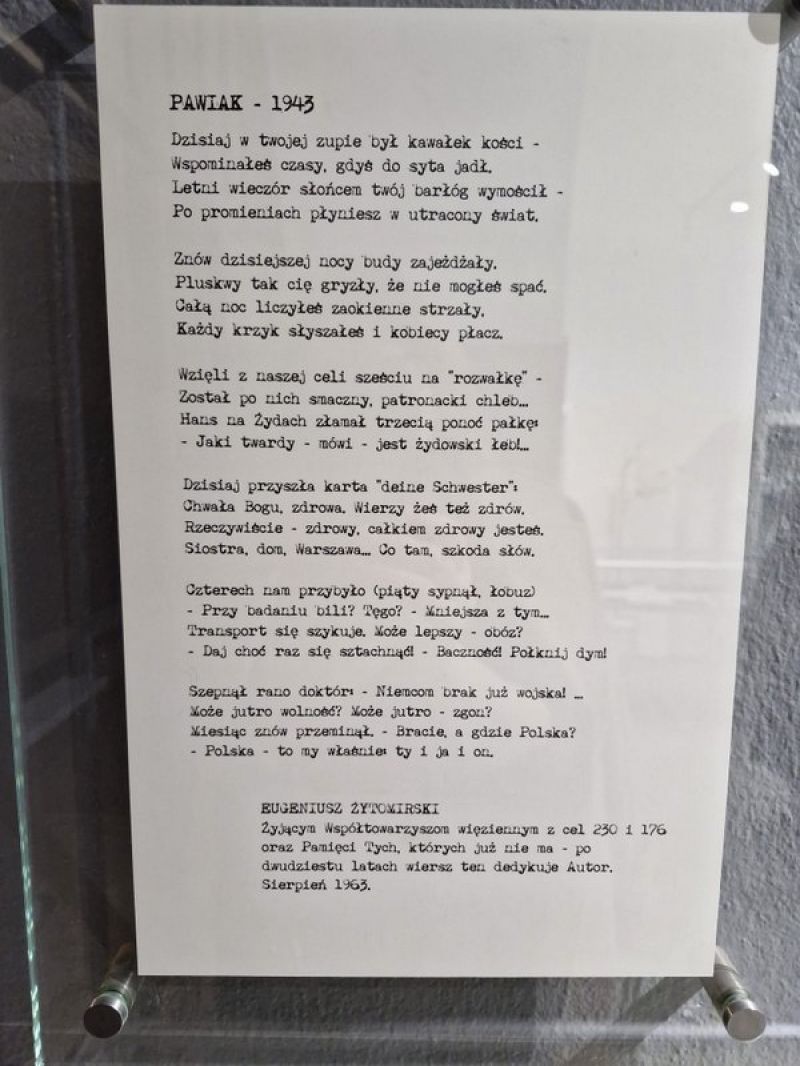 PAWIAK - 1943
Dzisiaj w twojej zupie był kawałek kości -
Wspominałeś czasy, gdyś do syta jadł.
Letni wieczór słońcem twój barłóg wymościł -
Po promieniach płyniesz w utracony świat.
Znów dzisiejszej nocy budy zajeżdżały.
Pluskwy tak cię gryzły, że nie mogłeś spać.
Całą noc liczyłeś zaokienne strzały.
Każdy krzyk słyszałeś i kobiecy płacz.
Wzięli z naszej celi sześciu na "rozwałkę" -
Został po nich smaczny, patronacki chleb...
Hans na Żydach złamał trzecią ponoć pałkę:
- Jaki twardy - mówi - jest żydowski łeb!...
Dzisiaj przyszła karta "deine Schwester":
Chwała Bogu, zdrowa. Wierzy żeś też zdrów.
Rzeczywiście - zdrowy, całkiem zdrowy jesteś.
Siostra, dom, Warszawa... Co tam, szkoda słów.
Czterech nam przybyło (piąty sypnął, łobuz)
- Przy badaniu bili? Tęgo? - Mniejsza z tym...
Transport się szykuje. Może lepszy - obóz?
- Daj choć raz się sztachnąć! - Baczność! Połknij dym!
Szepnął rano doktór: - Niemcom brak już wojska! ...
Może jutro wolność? Może jutro - zgon?
Miesiąc znów przeminął. - Bracie, a gdzie Polska?
- Polska - to my właśnie: ty i ja i on.
EUGENIUSZ ŻYTOMIRSKI
Żyjącym Współtowarzyszom więziennym z cel 230 i 176
oraz Pamięci Tych, których już nie ma - po
dwudziestu latach wiersz ten dedykuje Autor.
Sierpień 1963.